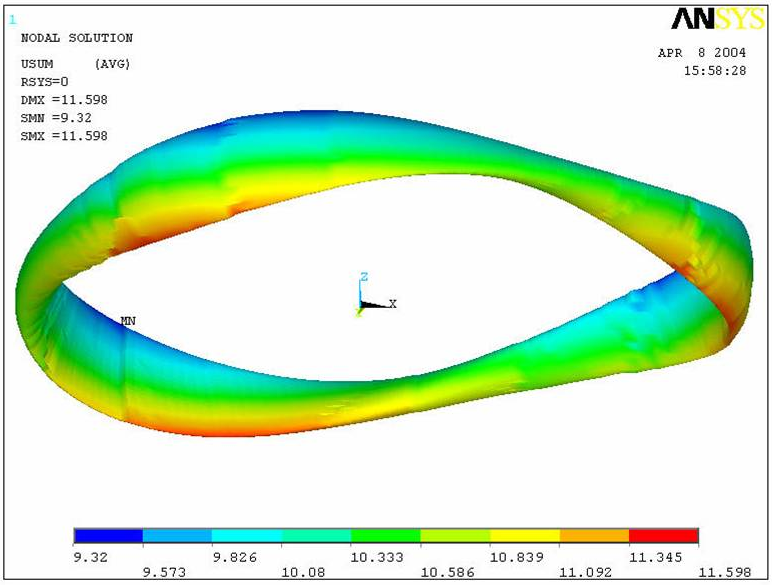 1
ANSYS
NODAL SOLUTION
APR 8 2004
15:58:28
USUM (AVG)
RSYS=0
DMX =11.598
SMN =9.32
SMX =11.598
Z
X
Y
MN
9.32 9.826 10.333 10.839 11.345
9.573 10.08 10.586 11.092 11.598